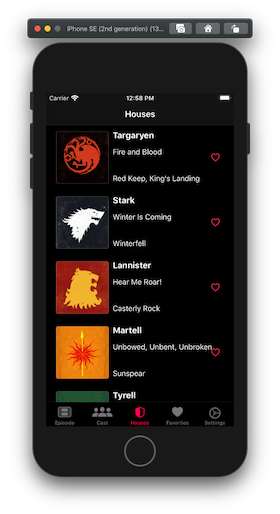 iPhone SE (2nd generation) (13...
Carrier 12:58 PM
Houses
Targaryen
Fire and Blood
Red Keep, King's Landing
Stark
Winter Is Coming
Winterfell
Lannister
Hear Me Roar!
Casterly Rock
Martell
Unbowed, Unbent, Unbroken
Sunspear
Tyrell
Episode Cast Houses Favorites Settings